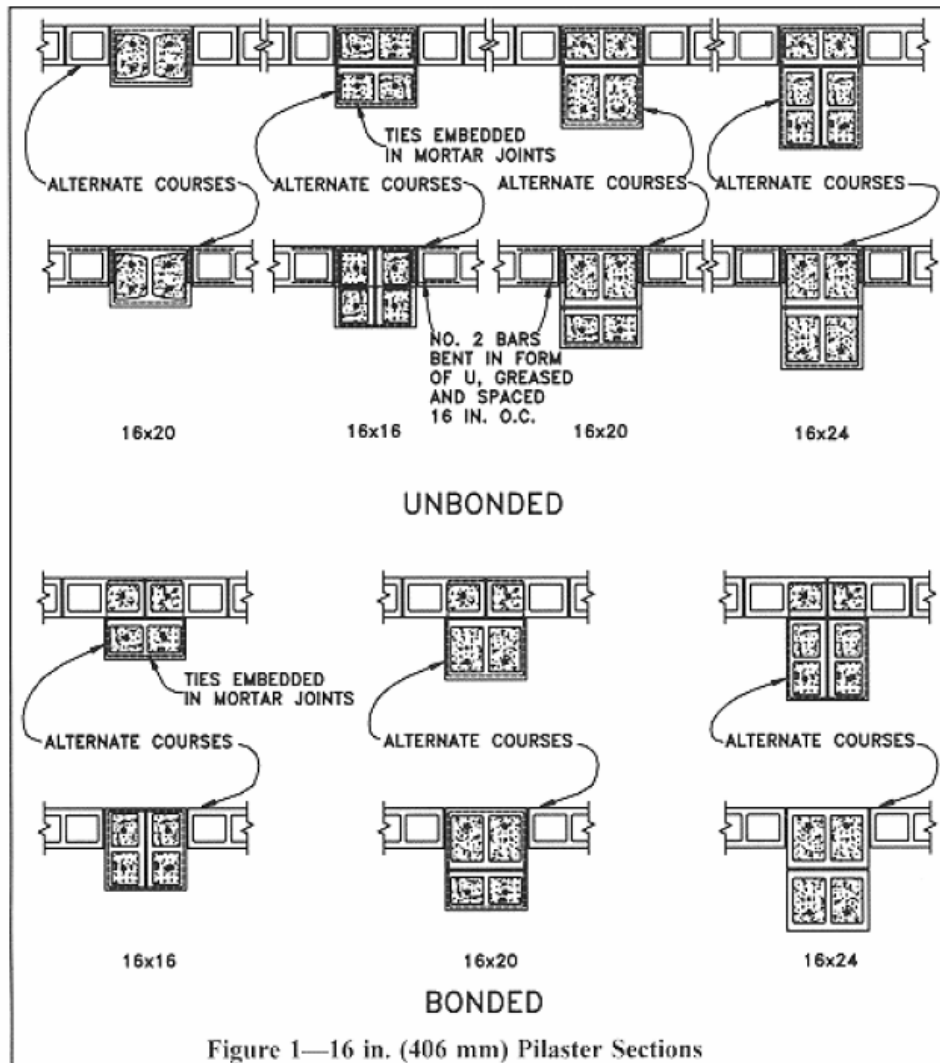 TIES EMBEDDED
IN MORTAR JOINTS
ALTERNATE COURSES
ALTERNATE COURSES
ALTERNATE COURSES
ALTERNATE COURSES
NO. 2 BARS
BENT IN FORM
OF U, GREASED
AND SPACED
16 IN. O.C.
16x20
16x16
16x20
16x24
UNBONDED
TIES EMBEDDED
IN MORTAR JOINTS
ALTERNATE COURSES
ALTERNATE COURSES
ALTERNATE COURSES
16x16
16x20
16x24
BONDED
Figure 1—16 in. (406 mm) Pilaster Sections